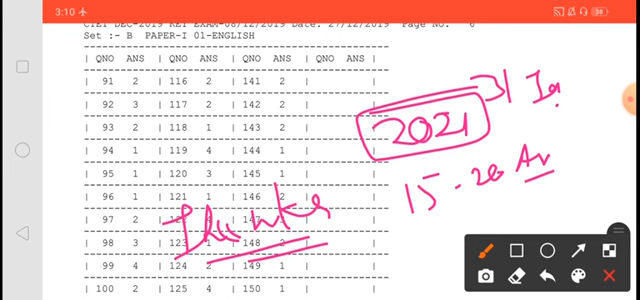 3:10
CTET DEC-2019 KEY EXAM-08/12/2019 Date: 27/12/2019 Page No. 6
Set :- B PAPER-I 01-ENGLISH
| QNO ANS | QNO ANS | QNO ANS | QNO ANS |
| 91 2 | 116 2 | 141 2 | |
| 92 3 | 117 2 | 142 2 | |
| 93 2 | 118 1 | 143 2 | |
| 94 1 | 119 4 | 144 1 | |
| 95 1 | 120 3 | 145 1 | |
| 96 1 | 121 1 | 146 2 | |
| 97 2 | 147 | |
| 98 3 | 123 | 148 2 | |
| 99 4 | 124 2 | 149 1 | |
| 100 2 | 125 4 | 150 1 | |
31
2021
15-20
Thanks